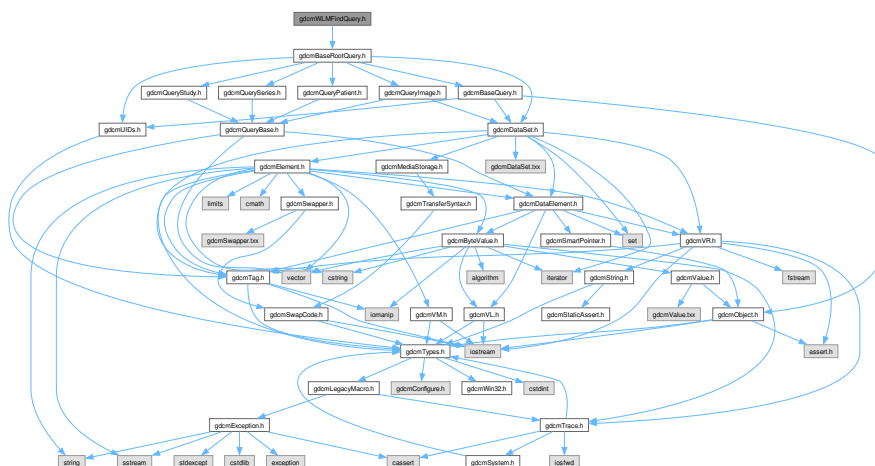 gdcmWLMFindQuery.h
gdcmBaseRootQuery.h
gdcmQueryStudy.h
gdcmQuerySeries.h
gdcmQueryPatient.h
gdcmQueryImage.h
gdcmBaseQuery.h
gdcmUIDs.h
gdcmQueryBase.h
gdcmDataSet.h
gdcmElement.h
gdcmMediaStorage.h
gdcmDataSet.txx
limits
cmath
gdcmSwapper.h
gdcmTransferSyntax.h
gdcmDataElement.h
gdcmSwapper.txx
gdcmByteValue.h
gdcmSmartPointer.h
set
gdcmVR.h
gdcmTag.h
vector
cstring
algorithm
iterator
gdcmString.h
gdcmValue.h
fstream
gdcmSwapCode.h
iomanip
gdcmVM.h
gdcmVL.h
gdcmStaticAssert.h
gdcmValue.txx
gdcmObject.h
gdcmTypes.h
iostream
assert.h
gdcmLegacyMacro.h
gdcmConfigure.h
gdcmWin32.h
cstdint
gdcmException.h
gdcmTrace.h
string
sstream
stdexcept
cstdlib
exception
cassert
gdcmSystem.h
iosfwd